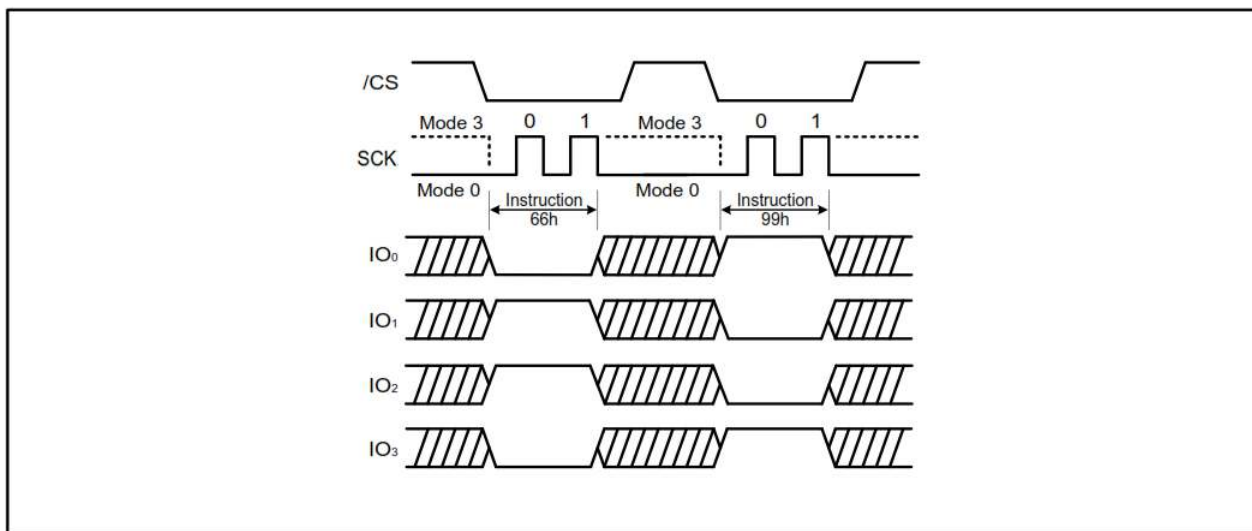 /CS
Mode 3 0 1 Mode 3 0 1
SCK
Mode 0 Mode 0
Instruction Instruction
66h 99h
IO₀
IO₁
IO₂
IO₃